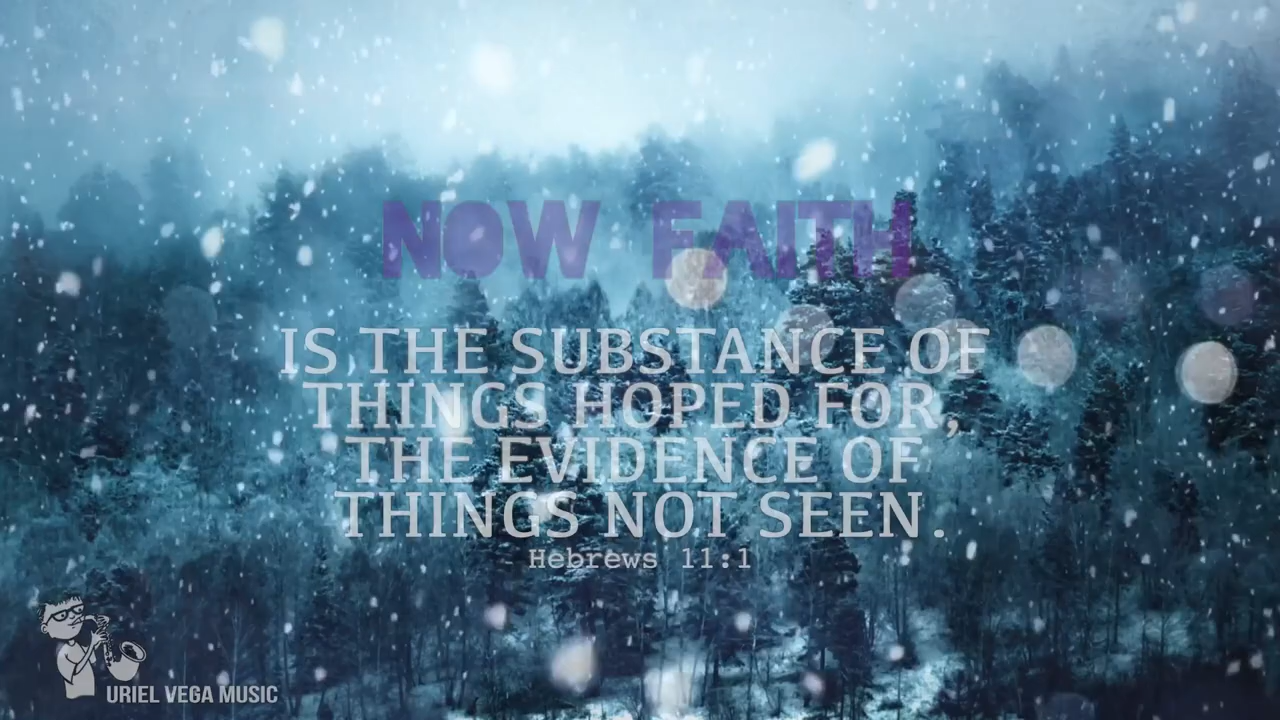 NOW FAITH
IS THE SUBSTANCE OF
THINGS HOPED FOR,
THE EVIDENCE OF
THINGS NOT SEEN.
Hebrews 11:1
URIEL VEGA MUSIC